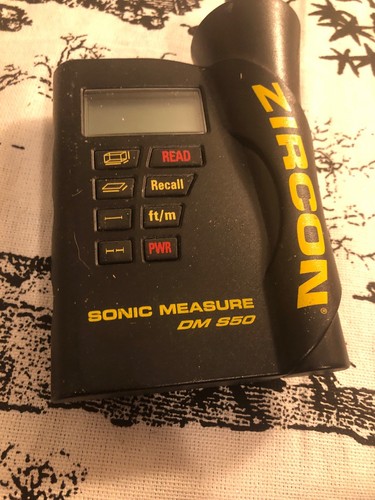 READ
Recall
ft/m
PWR
SONIC MEASURE
DM S50
ZIRCON®